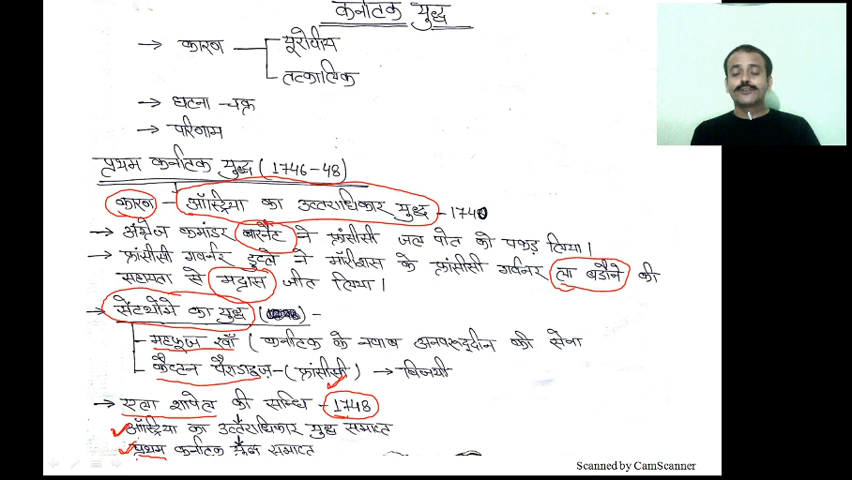 कर्नाटक युद्ध
→ कारण
यूरोपीय
तत्कालिक
→ घटना-चक्र
→ परिणाम
प्रथम कर्नाटक युद्ध (1746-48)
कारण - ऑस्ट्रिया का उत्तराधिकार युद्ध - 1740
→ अंग्रेज कमांडर बारनैट ने फ्रांसीसी जल पोत को पकड़ लिया।
→ फ्रांसीसी गवर्नर डुप्ले ने मॉरीशस के फ्रांसीसी गवर्नर ला बर्डोने की
सहायता से मद्रास जीत लिया।
→ सेंटथोमे का युद्ध ( ) -
महफूज खाँ ( कर्नाटक के नवाब अनवरूद्दीन की सेना
कैप्टन पैराडाइज - (फ्रांसीसी) → विजयी
→ एक्स ला शापेल की सन्धि - 1748
ऑस्ट्रिया का उत्तराधिकार युद्ध समाप्त
प्रथम कर्नाटक युद्ध समाप्त
Scanned by CamScanner